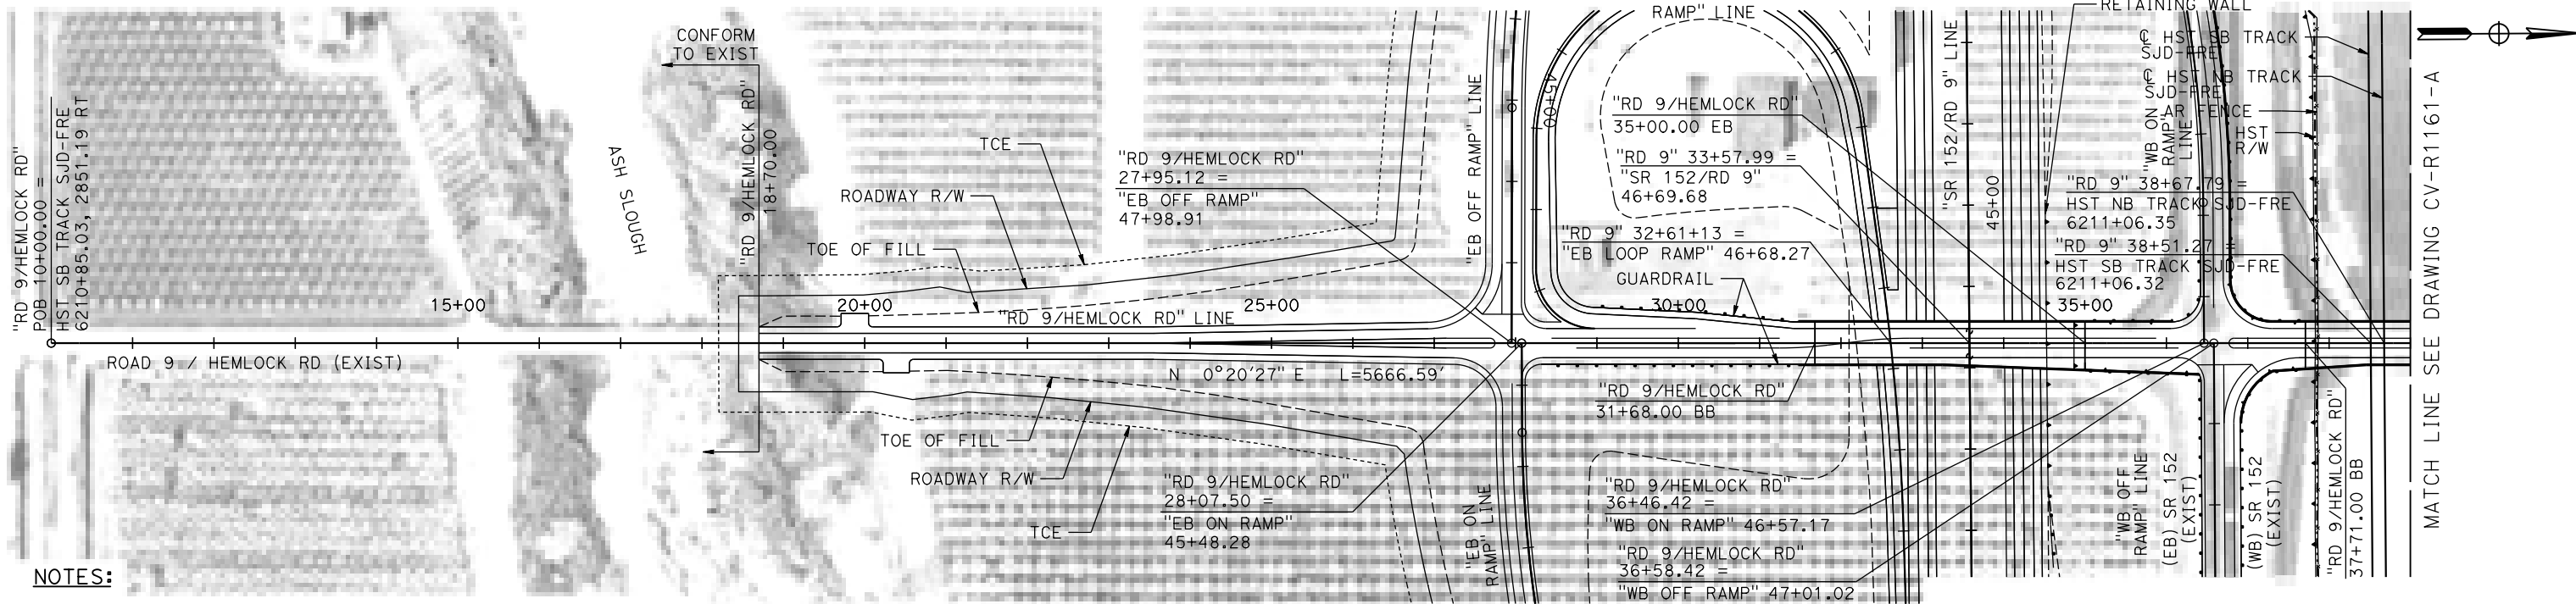 "RD 9/HEMLOCK RD"
POB 10+00.00 =
HST SB TRACK SJD-FRE
6210+85.03, 2851.19 RT
ROAD 9 / HEMLOCK RD (EXIST)
15+00
ASH SLOUGH
CONFORM
TO EXIST
"RD 9/HEMLOCK RD"
18+70.00
20+00
TCE
ROADWAY R/W
TOE OF FILL
"RD 9/HEMLOCK RD" LINE
25+00
"RD 9/HEMLOCK RD"
27+95.12 =
"EB OFF RAMP"
47+98.91
N 0°20'27" E L=5666.59'
TOE OF FILL
ROADWAY R/W
TCE
"RD 9/HEMLOCK RD"
28+07.50 =
"EB ON RAMP"
45+48.28
"EB OFF RAMP LINE"
45+00
"EB ON
RAMP" LINE
RAMP" LINE
"RD 9/HEMLOCK RD"
35+00.00 EB
"RD 9" 33+57.99 =
"SR 152/RD 9"
46+69.68
"RD 9" 32+61+13 =
"EB LOOP RAMP" 46+68.27
GUARDRAIL
30+00
"RD 9/HEMLOCK RD"
31+68.00 BB
"RD 9/HEMLOCK RD"
36+46.42 =
"WB ON RAMP" 46+57.17
"RD 9/HEMLOCK RD"
36+58.42 =
"WB OFF RAMP" 47+01.02
"SR 152/RD 9" LINE
45+00
RETAINING WALL
℄ HST SB TRACK
SJD-FRE
℄ HST NB TRACK
SJD-FRE
AR FENCE
HST
R/W
"WB ON
RAMP"
LINE
"RD 9" 38+67.79 =
HST NB TRACK SJD-FRE
6211+06.35
"RD 9" 38+51.27 =
HST SB TRACK SJD-FRE
6211+06.32
35+00
"WB OFF
RAMP" LINE
(EB) SR 152
(EXIST)
(WB) SR 152
(EXIST)
"RD 9/HEMLOCK RD"
37+71.00 BB
MATCH LINE SEE DRAWING CV-R1161-A
NOTES: